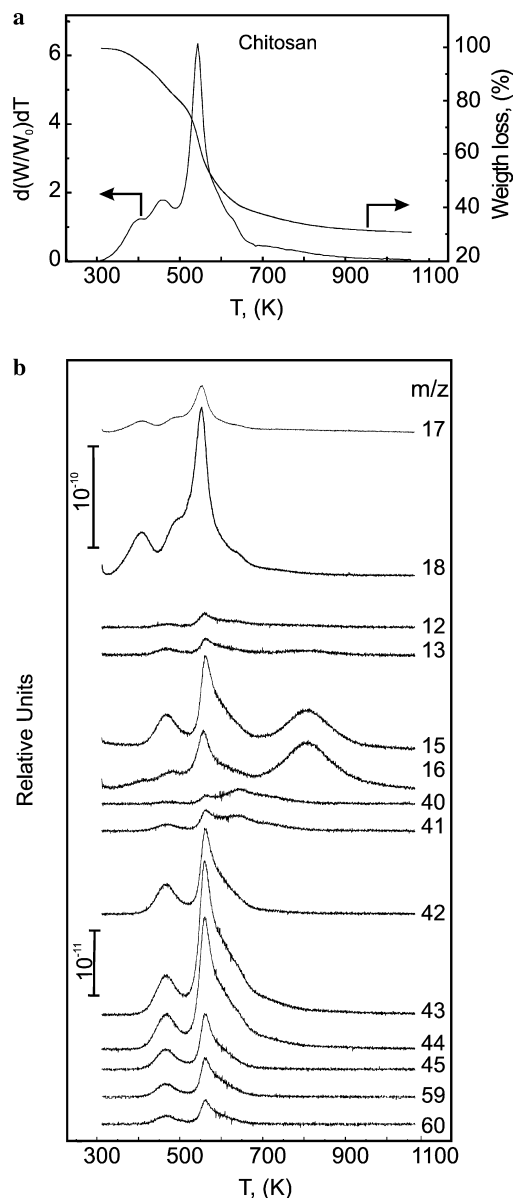 a
Chitosan
d(W/W₀)dT
6
4
2
0
100
80
60
40
20
Weigth loss, (%)
300 500 700 900 1100
T, (K)
b
m/z
17
10⁻¹⁰
18
12
13
15
16
40
41
42
10⁻¹¹
43
44
45
59
60
Relative Units
300 500 700 900 1100
T, (K)